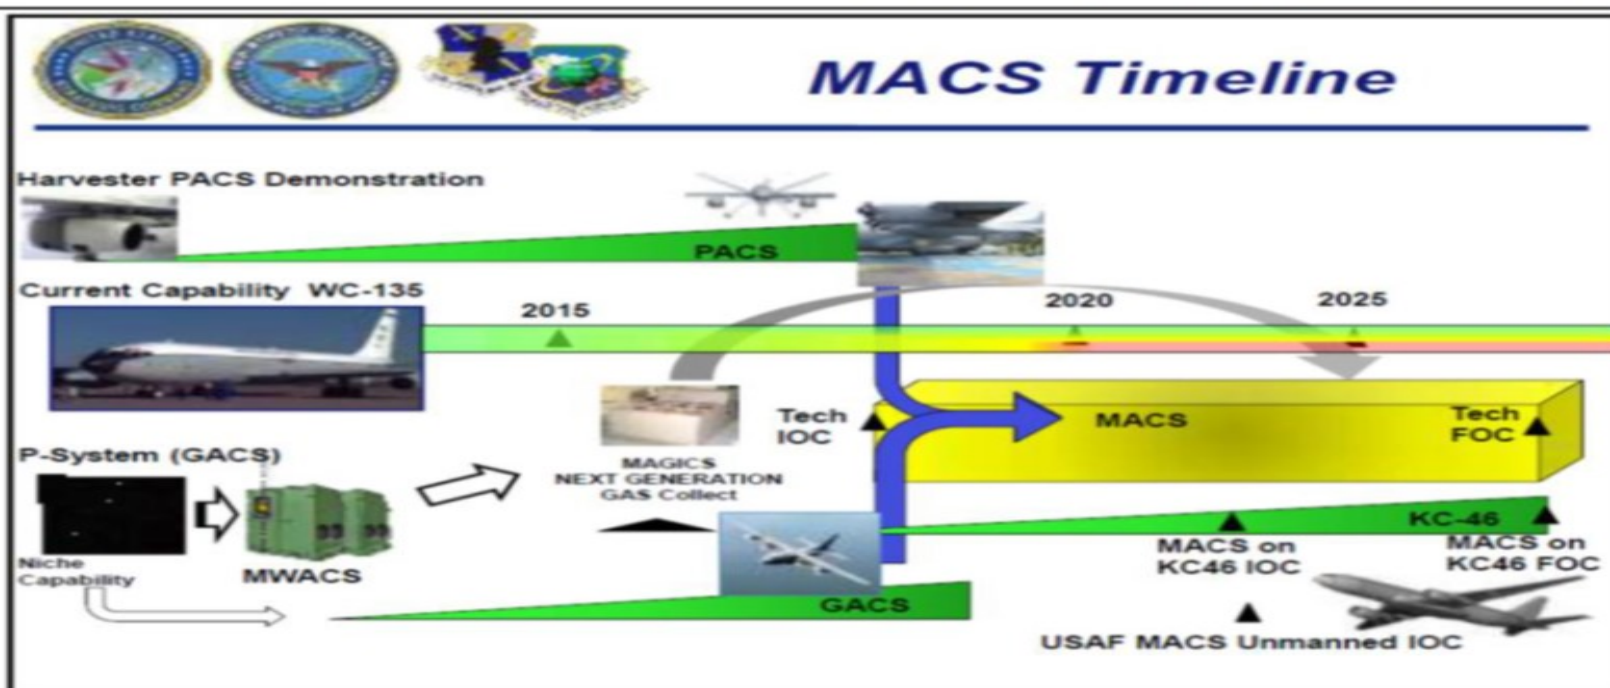 MACS Timeline
Harvester PACS Demonstration
PACS
Current Capability WC-135
2015
2020
2025
Tech
IOC
MACS
Tech
FOC
P-System (GACS)
MAGICS
NEXT GENERATION
GAS Collect
Niche
Capability
MWACS
KC-46
MACS on
KC46 IOC
MACS on
KC46 FOC
GACS
USAF MACS Unmanned IOC